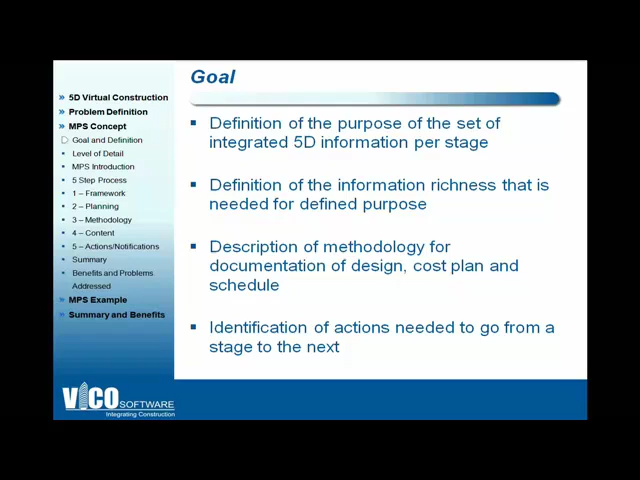 Goal
» 5D Virtual Construction
» Problem Definition
» MPS Concept
Goal and Definition
▪ Level of Detail
▪ MPS Introduction
▪ 5 Step Process
▪ 1 – Framework
▪ 2 – Planning
▪ 3 – Methodology
▪ 4 – Content
▪ 5 – Actions/Notifications
▪ Summary
▪ Benefits and Problems
Addressed
» MPS Example
» Summary and Benefits
▪ Definition of the purpose of the set of
integrated 5D information per stage
▪ Definition of the information richness that is
needed for defined purpose
▪ Description of methodology for
documentation of design, cost plan and
schedule
▪ Identification of actions needed to go from a
stage to the next
VICO SOFTWARE
Integrating Construction